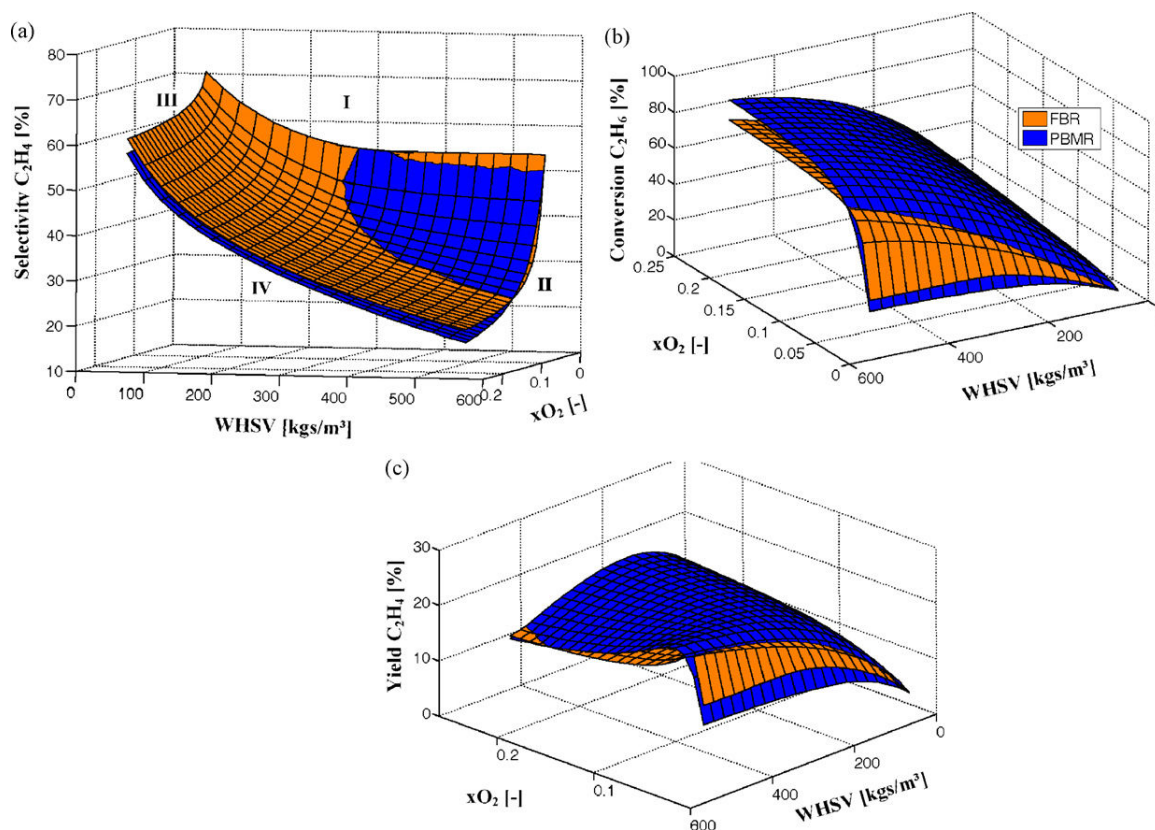 (a)
80
70
60
50
40
30
20
10
Selectivity C₂H₄ [%]
III
I
II
IV
0
100
200
300
400
500
600
0.2
0.1
0
WHSV [kgs/m³]
xO₂ [-]
(b)
100
80
60
40
20
0
Conversion C₂H₆ [%]
FBR
PBMR
0.25
0.2
0.15
0.1
0.05
0
600
400
200
xO₂ [-]
WHSV [kgs/m³]
(c)
30
20
10
0
Yield C₂H₄ [%]
0.2
0.1
600
400
200
0
xO₂ [-]
WHSV [kgs/m³]